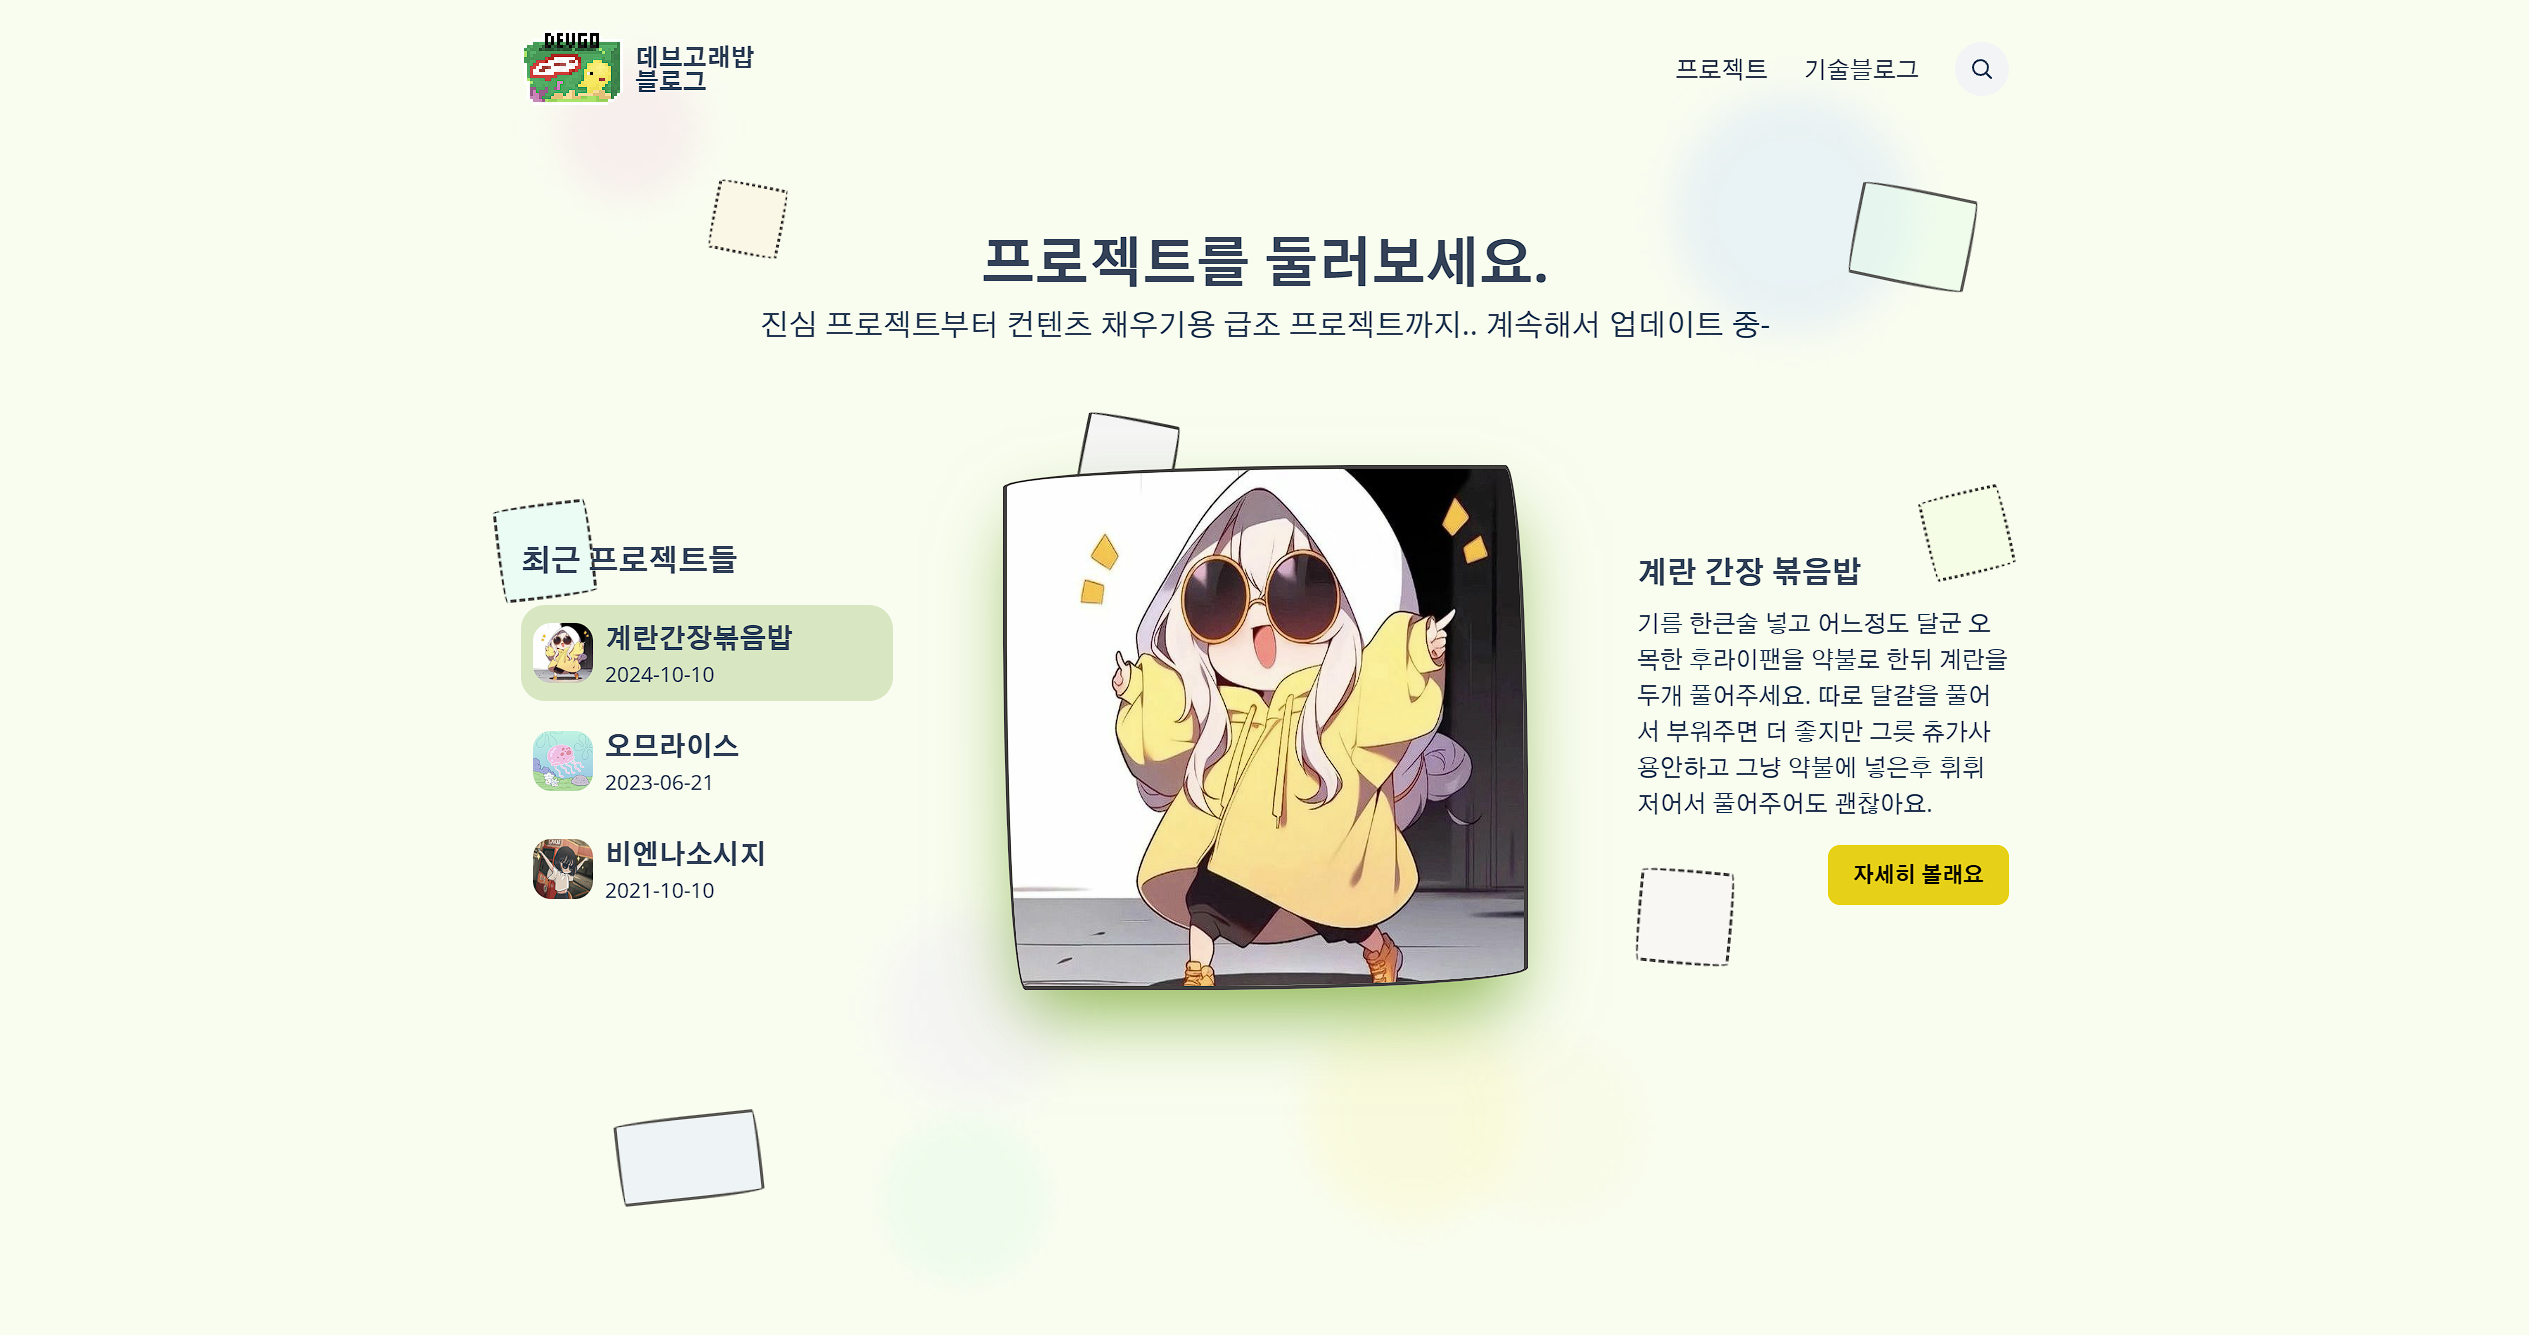 DEVGO
데브고래밥
블로그
프로젝트
기술블로그
프로젝트를 둘러보세요.
진심 프로젝트부터 컨텐츠 채우기용 급조 프로젝트까지.. 계속해서 업데이트 중-
최근 프로젝트들
계란간장볶음밥
2024-10-10
오므라이스
2023-06-21
비엔나소시지
2021-10-10
계란 간장 볶음밥
기름 한큰술 넣고 어느정도 달군 오
목한 후라이팬을 약불로 한뒤 계란을
두개 풀어주세요. 따로 달걀을 풀어
서 부워주면 더 좋지만 그릇 츄가사
용안하고 그냥 약불에 넣은후 휘휘
저어서 풀어주어도 괜찮아요.
자세히 볼래요